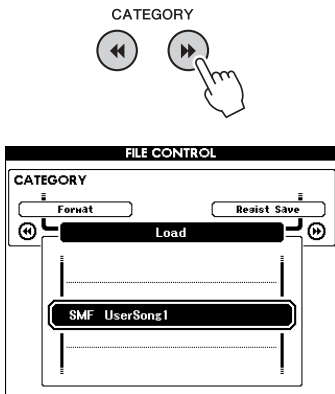 CATEGORY
FILE CONTROL
CATEGORY
Format
Regist Save
Load
SMF UserSong1